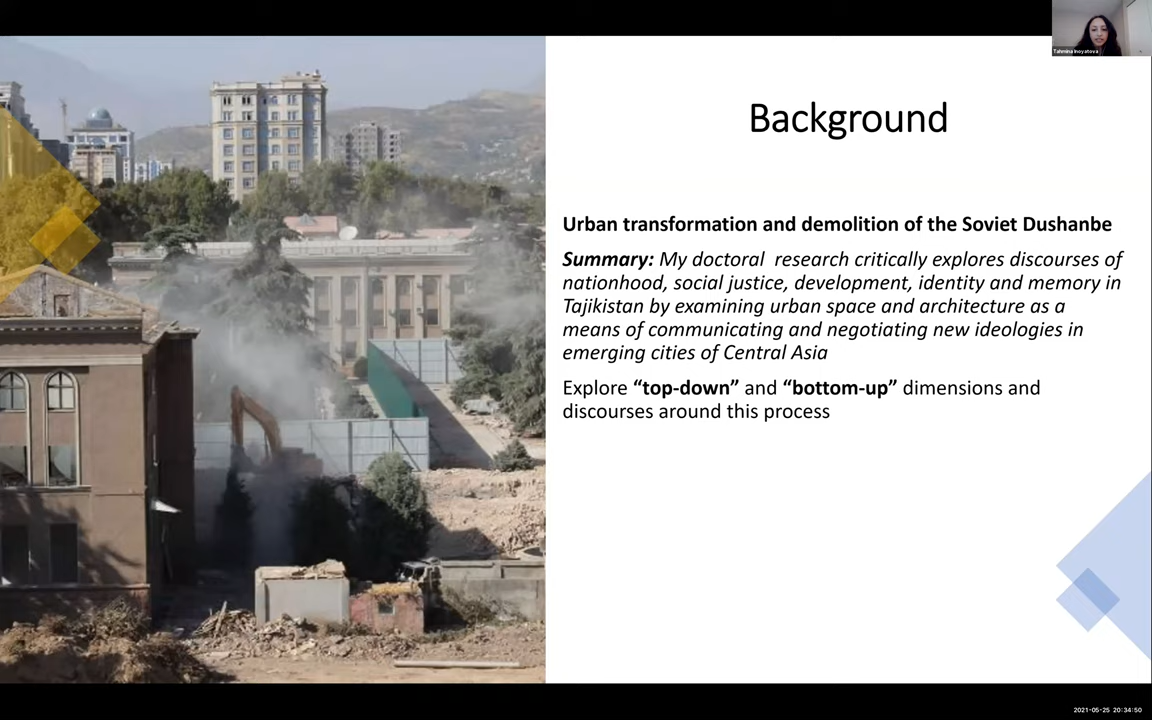 Tahmina Inoyatova
Background
Urban transformation and demolition of the Soviet Dushanbe
Summary: My doctoral research critically explores discourses of
nationhood, social justice, development, identity and memory in
Tajikistan by examining urban space and architecture as a
means of communicating and negotiating new ideologies in
emerging cities of Central Asia
Explore “top-down” and “bottom-up” dimensions and
discourses around this process
2021-05-25 20:34:50